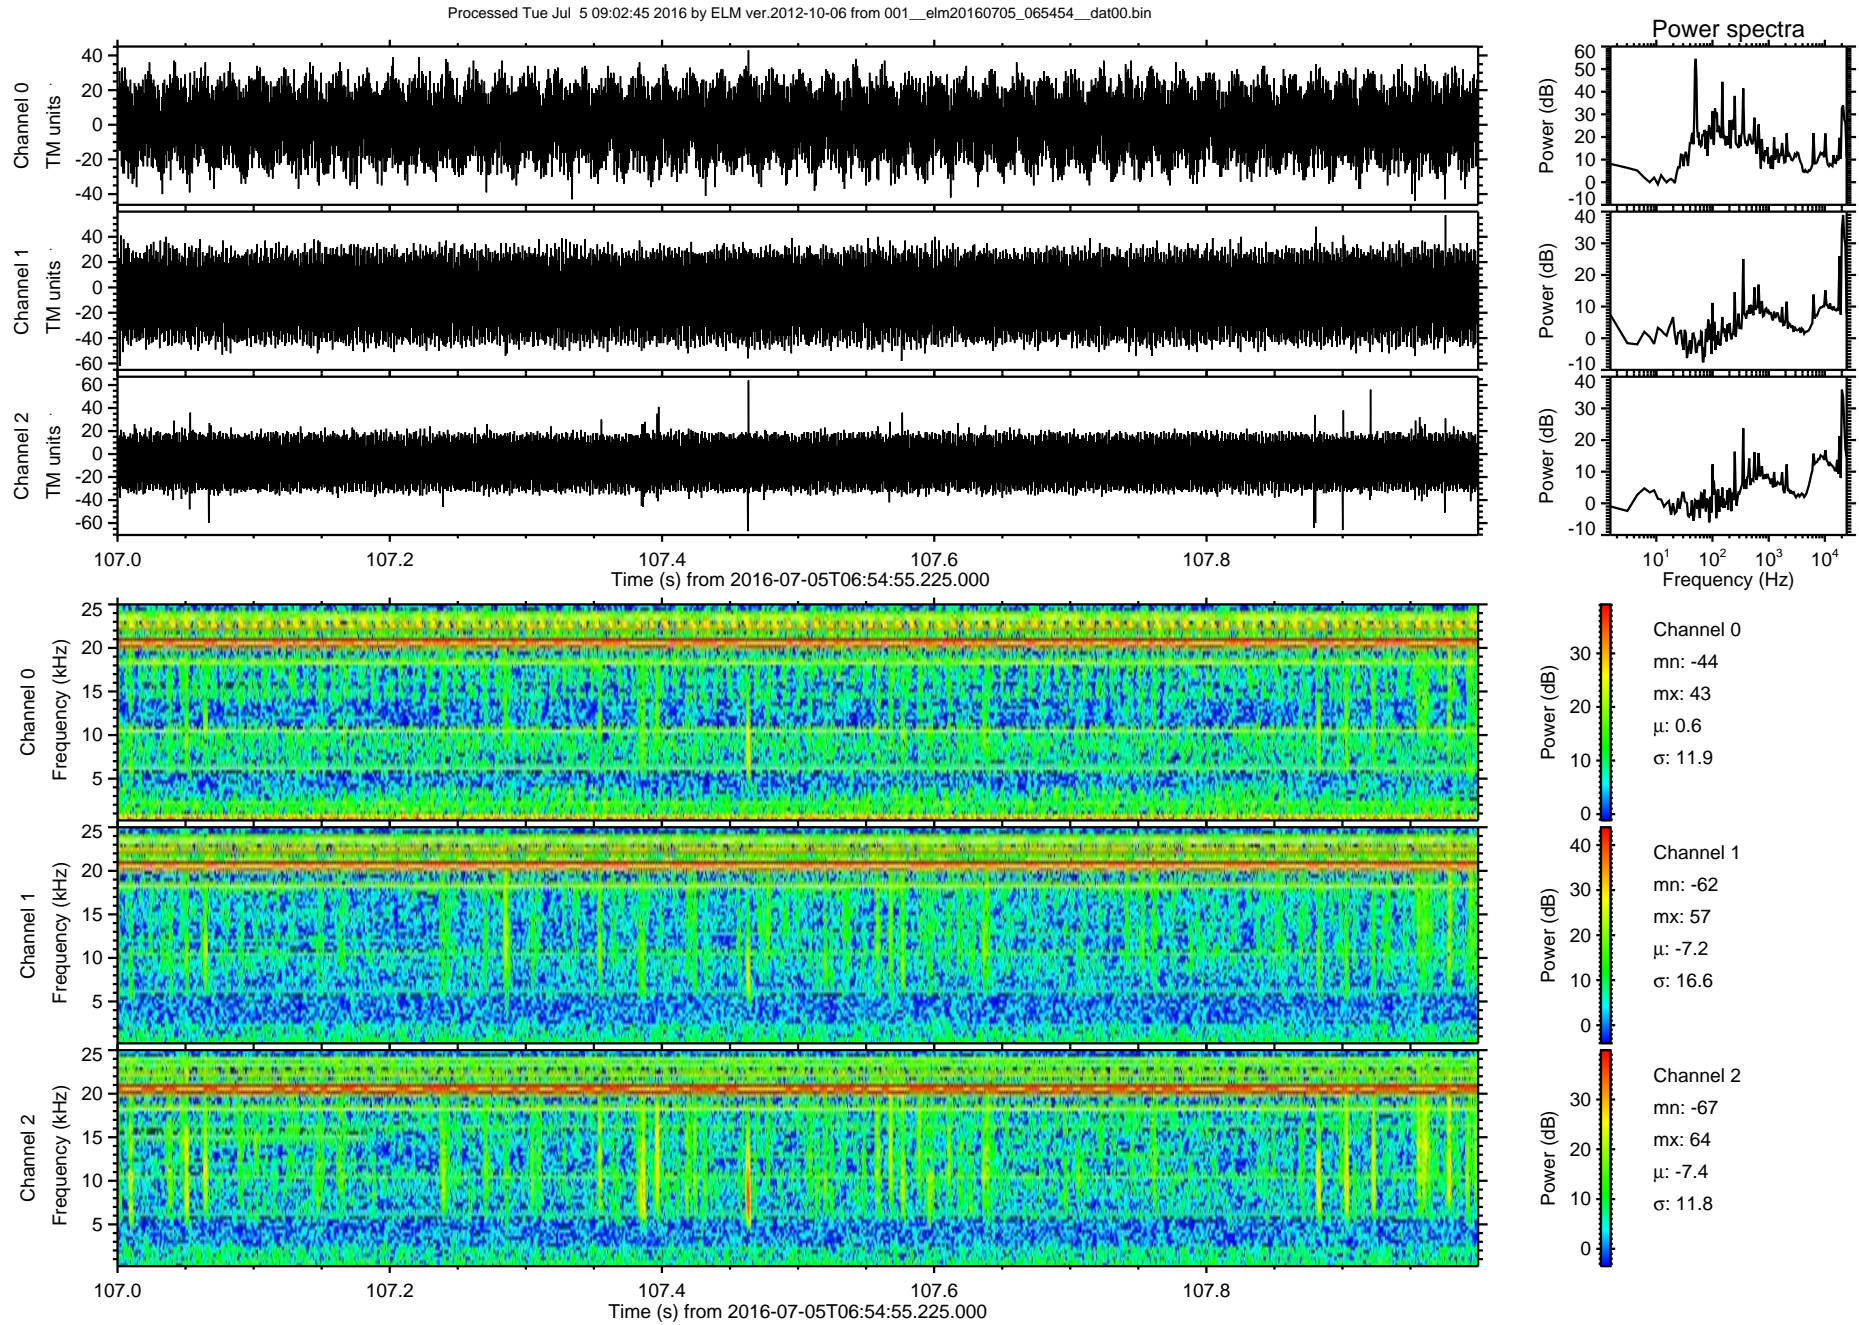 Processed Tue Jul  5 09:02:45 2016 by ELM ver.2012-10-06 from 001__elm20160705_065454__dat00.bin
Power spectra
Channel 0
TM units
40
20
0
-20
-40
Power (dB)
60
50
40
30
20
10
0
-10
Channel 1
TM units
40
20
0
-20
-40
-60
Power (dB)
40
30
20
10
0
-10
Channel 2
TM units
60
40
20
0
-20
-40
-60
Power (dB)
40
30
20
10
0
-10
107.0 107.2 107.4 107.6 107.8
Time (s) from 2016-07-05T06:54:55.225.000
10^1 10^2 10^3 10^4
Frequency (Hz)
Channel 0
Frequency (kHz)
25
20
15
10
5
Power (dB)
30
20
10
0
Channel 0
mn: -44
mx: 43
μ: 0.6
σ: 11.9
Channel 1
Frequency (kHz)
25
20
15
10
5
Power (dB)
40
30
20
10
0
Channel 1
mn: -62
mx: 57
μ: -7.2
σ: 16.6
Channel 2
Frequency (kHz)
25
20
15
10
5
Power (dB)
30
20
10
0
Channel 2
mn: -67
mx: 64
μ: -7.4
σ: 11.8
107.0 107.2 107.4 107.6 107.8
Time (s) from 2016-07-05T06:54:55.225.000